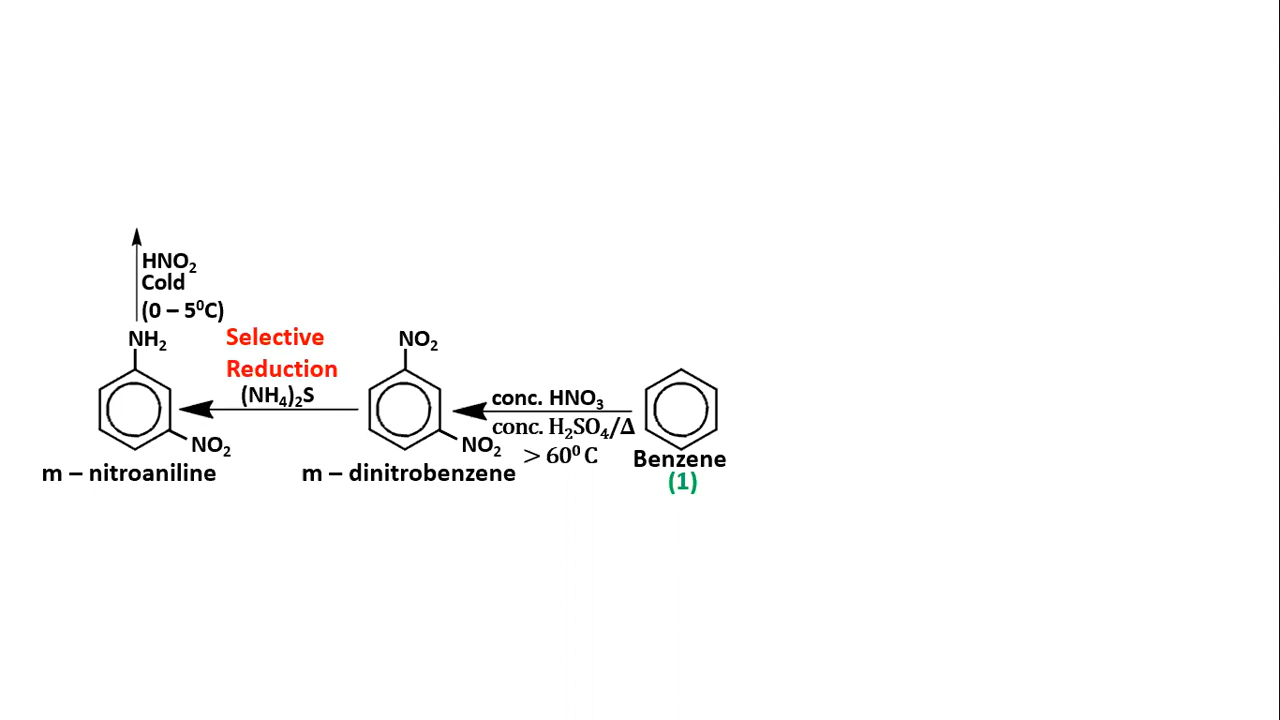 HNO₂
Cold
(0 – 5⁰C)
NH₂
NO₂
m – nitroaniline
Selective
Reduction
(NH₄)₂S
NO₂
NO₂
m – dinitrobenzene
conc. HNO₃
conc. H₂SO₄/Δ
> 60⁰ C
Benzene
(1)